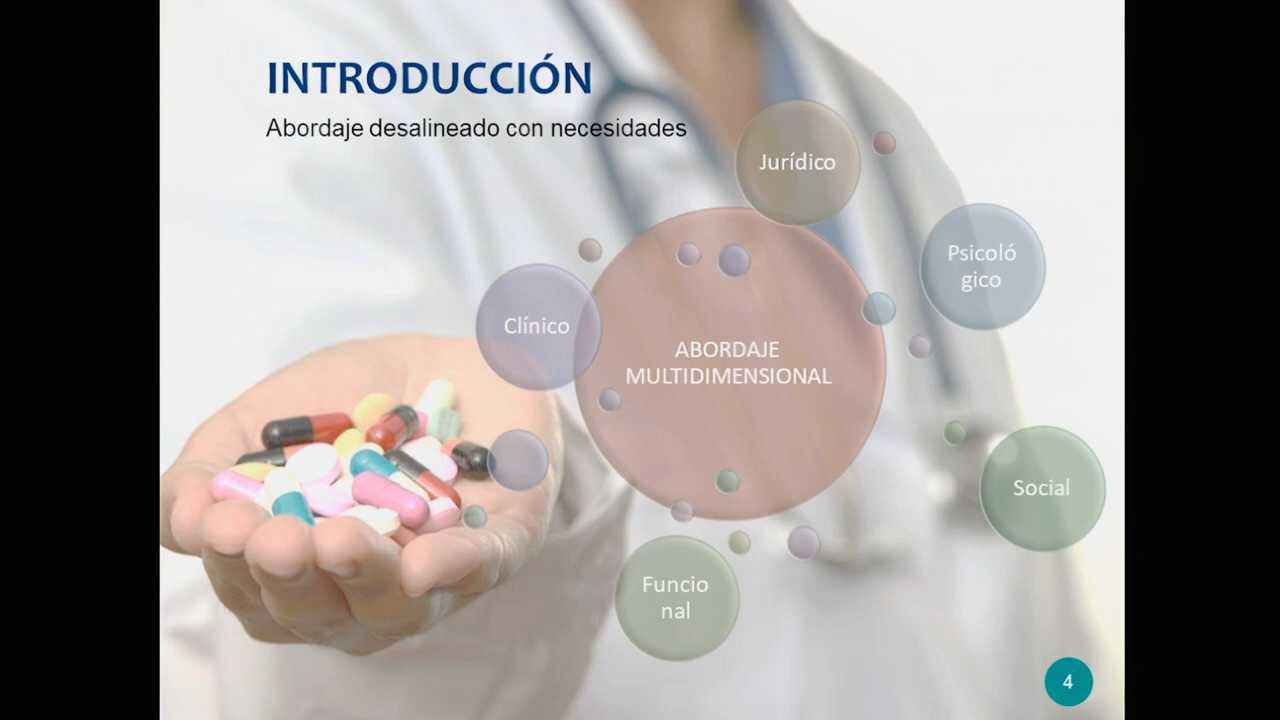 INTRODUCCIÓN
Abordaje desalineado con necesidades
Jurídico
Psicoló
gico
Clínico
ABORDAJE
MULTIDIMENSIONAL
Social
Funcio
nal
4